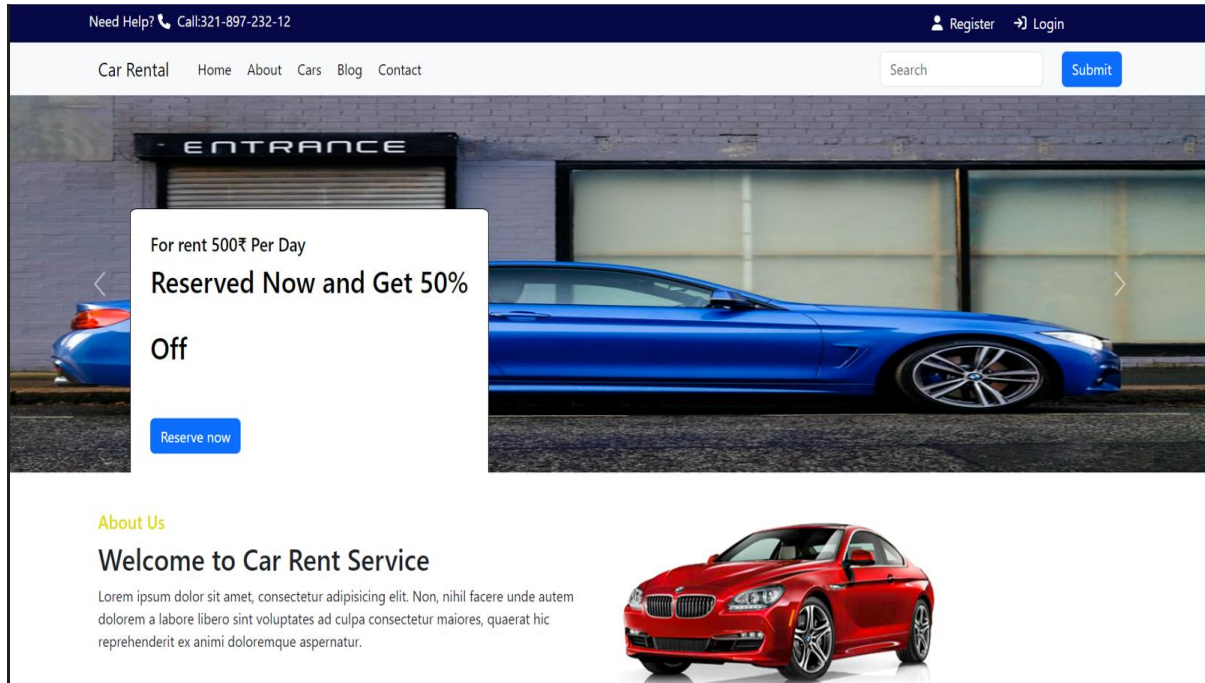 Need Help? Call:321-897-232-12
Register
Login
Car Rental
Home
About
Cars
Blog
Contact
Search
Submit
ENTRANCE
For rent 500₹ Per Day
Reserved Now and Get 50%
Off
Reserve now
About Us
Welcome to Car Rent Service
Lorem ipsum dolor sit amet, consectetur adipisicing elit. Non, nihil facere unde autem
dolorem a labore libero sint voluptates ad culpa consectetur maiores, quaerat hic
reprehenderit ex animi doloremque aspernatur.